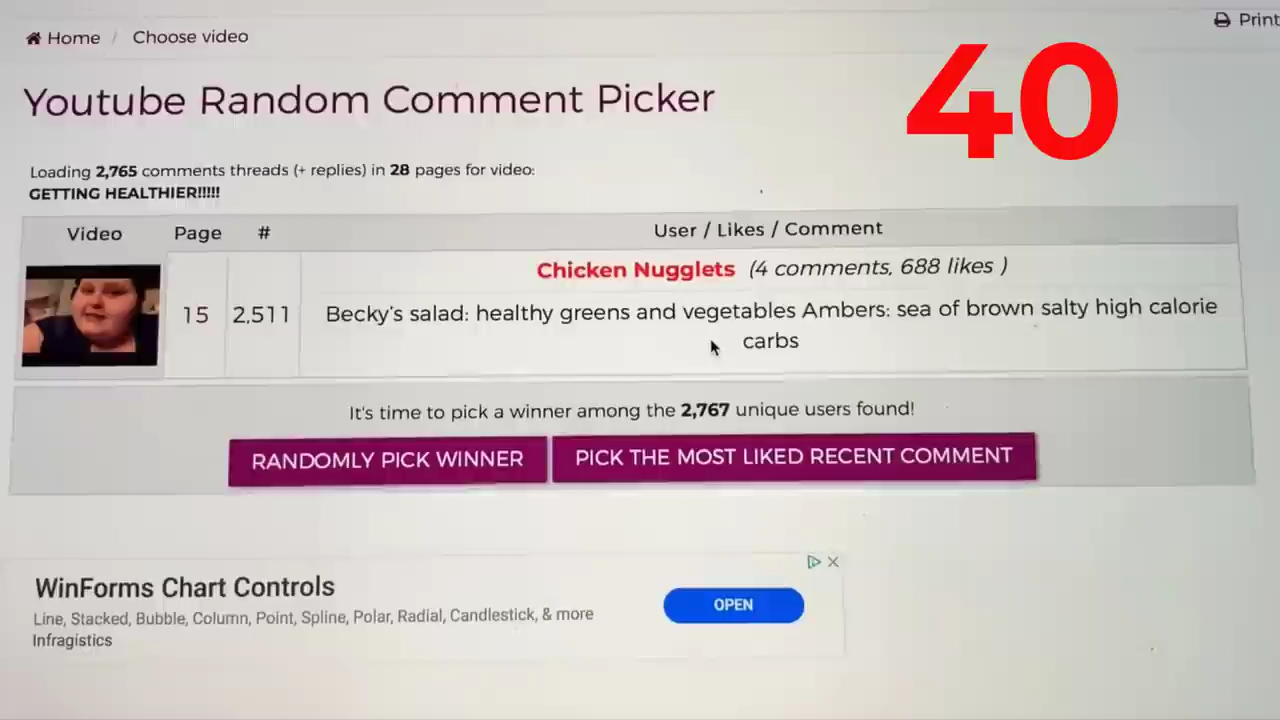 Home / Choose video
Print
40
Youtube Random Comment Picker
Loading 2,765 comments threads (+ replies) in 28 pages for video:
GETTING HEALTHIER!!!!!
Video Page # User / Likes / Comment
Chicken Nugglets (4 comments, 688 likes )
15 2,511 Becky's salad: healthy greens and vegetables Ambers: sea of brown salty high calorie
carbs
It's time to pick a winner among the 2,767 unique users found!
RANDOMLY PICK WINNER PICK THE MOST LIKED RECENT COMMENT
WinForms Chart Controls
Line, Stacked, Bubble, Column, Point, Spline, Polar, Radial, Candlestick, & more
Infragistics
OPEN